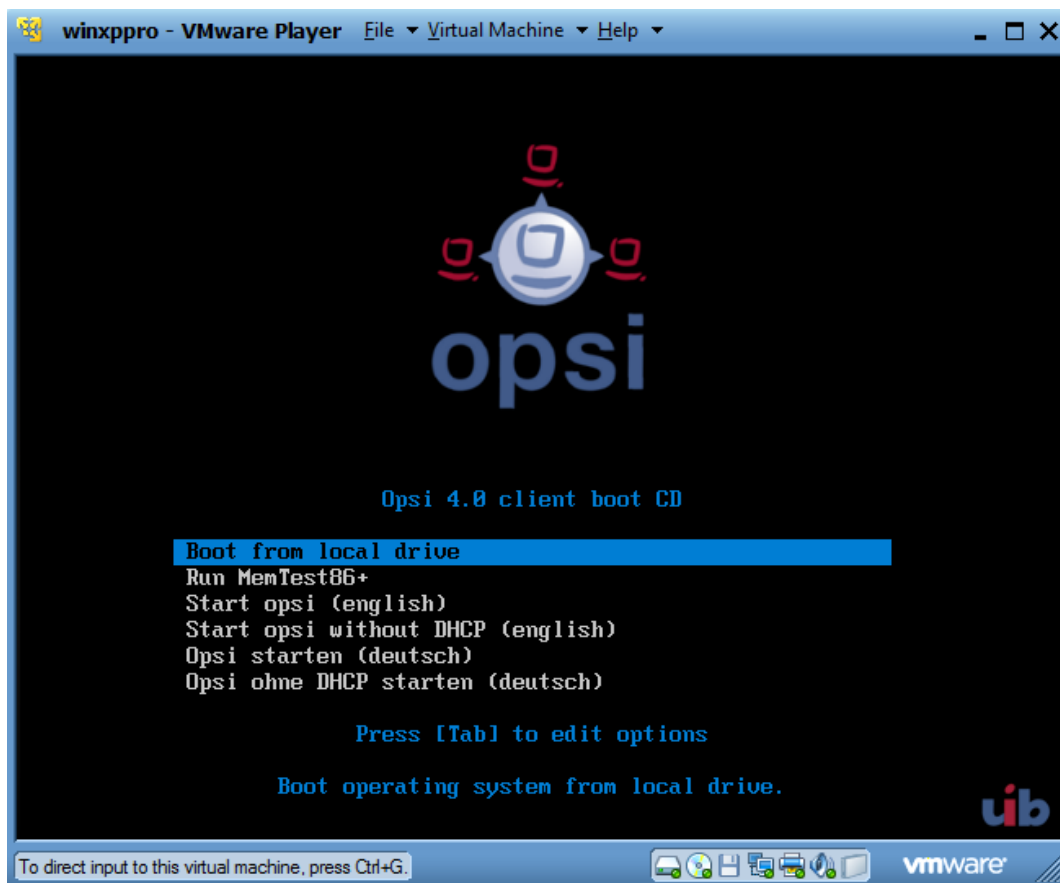 winxppro - VMware Player File Virtual Machine Help
opsi
Opsi 4.0 client boot CD
Boot from local drive
Run MemTest86+
Start opsi (english)
Start opsi without DHCP (english)
Opsi starten (deutsch)
Opsi ohne DHCP starten (deutsch)
Press [Tab] to edit options
Boot operating system from local drive.
uib
To direct input to this virtual machine, press Ctrl+G.
vmware